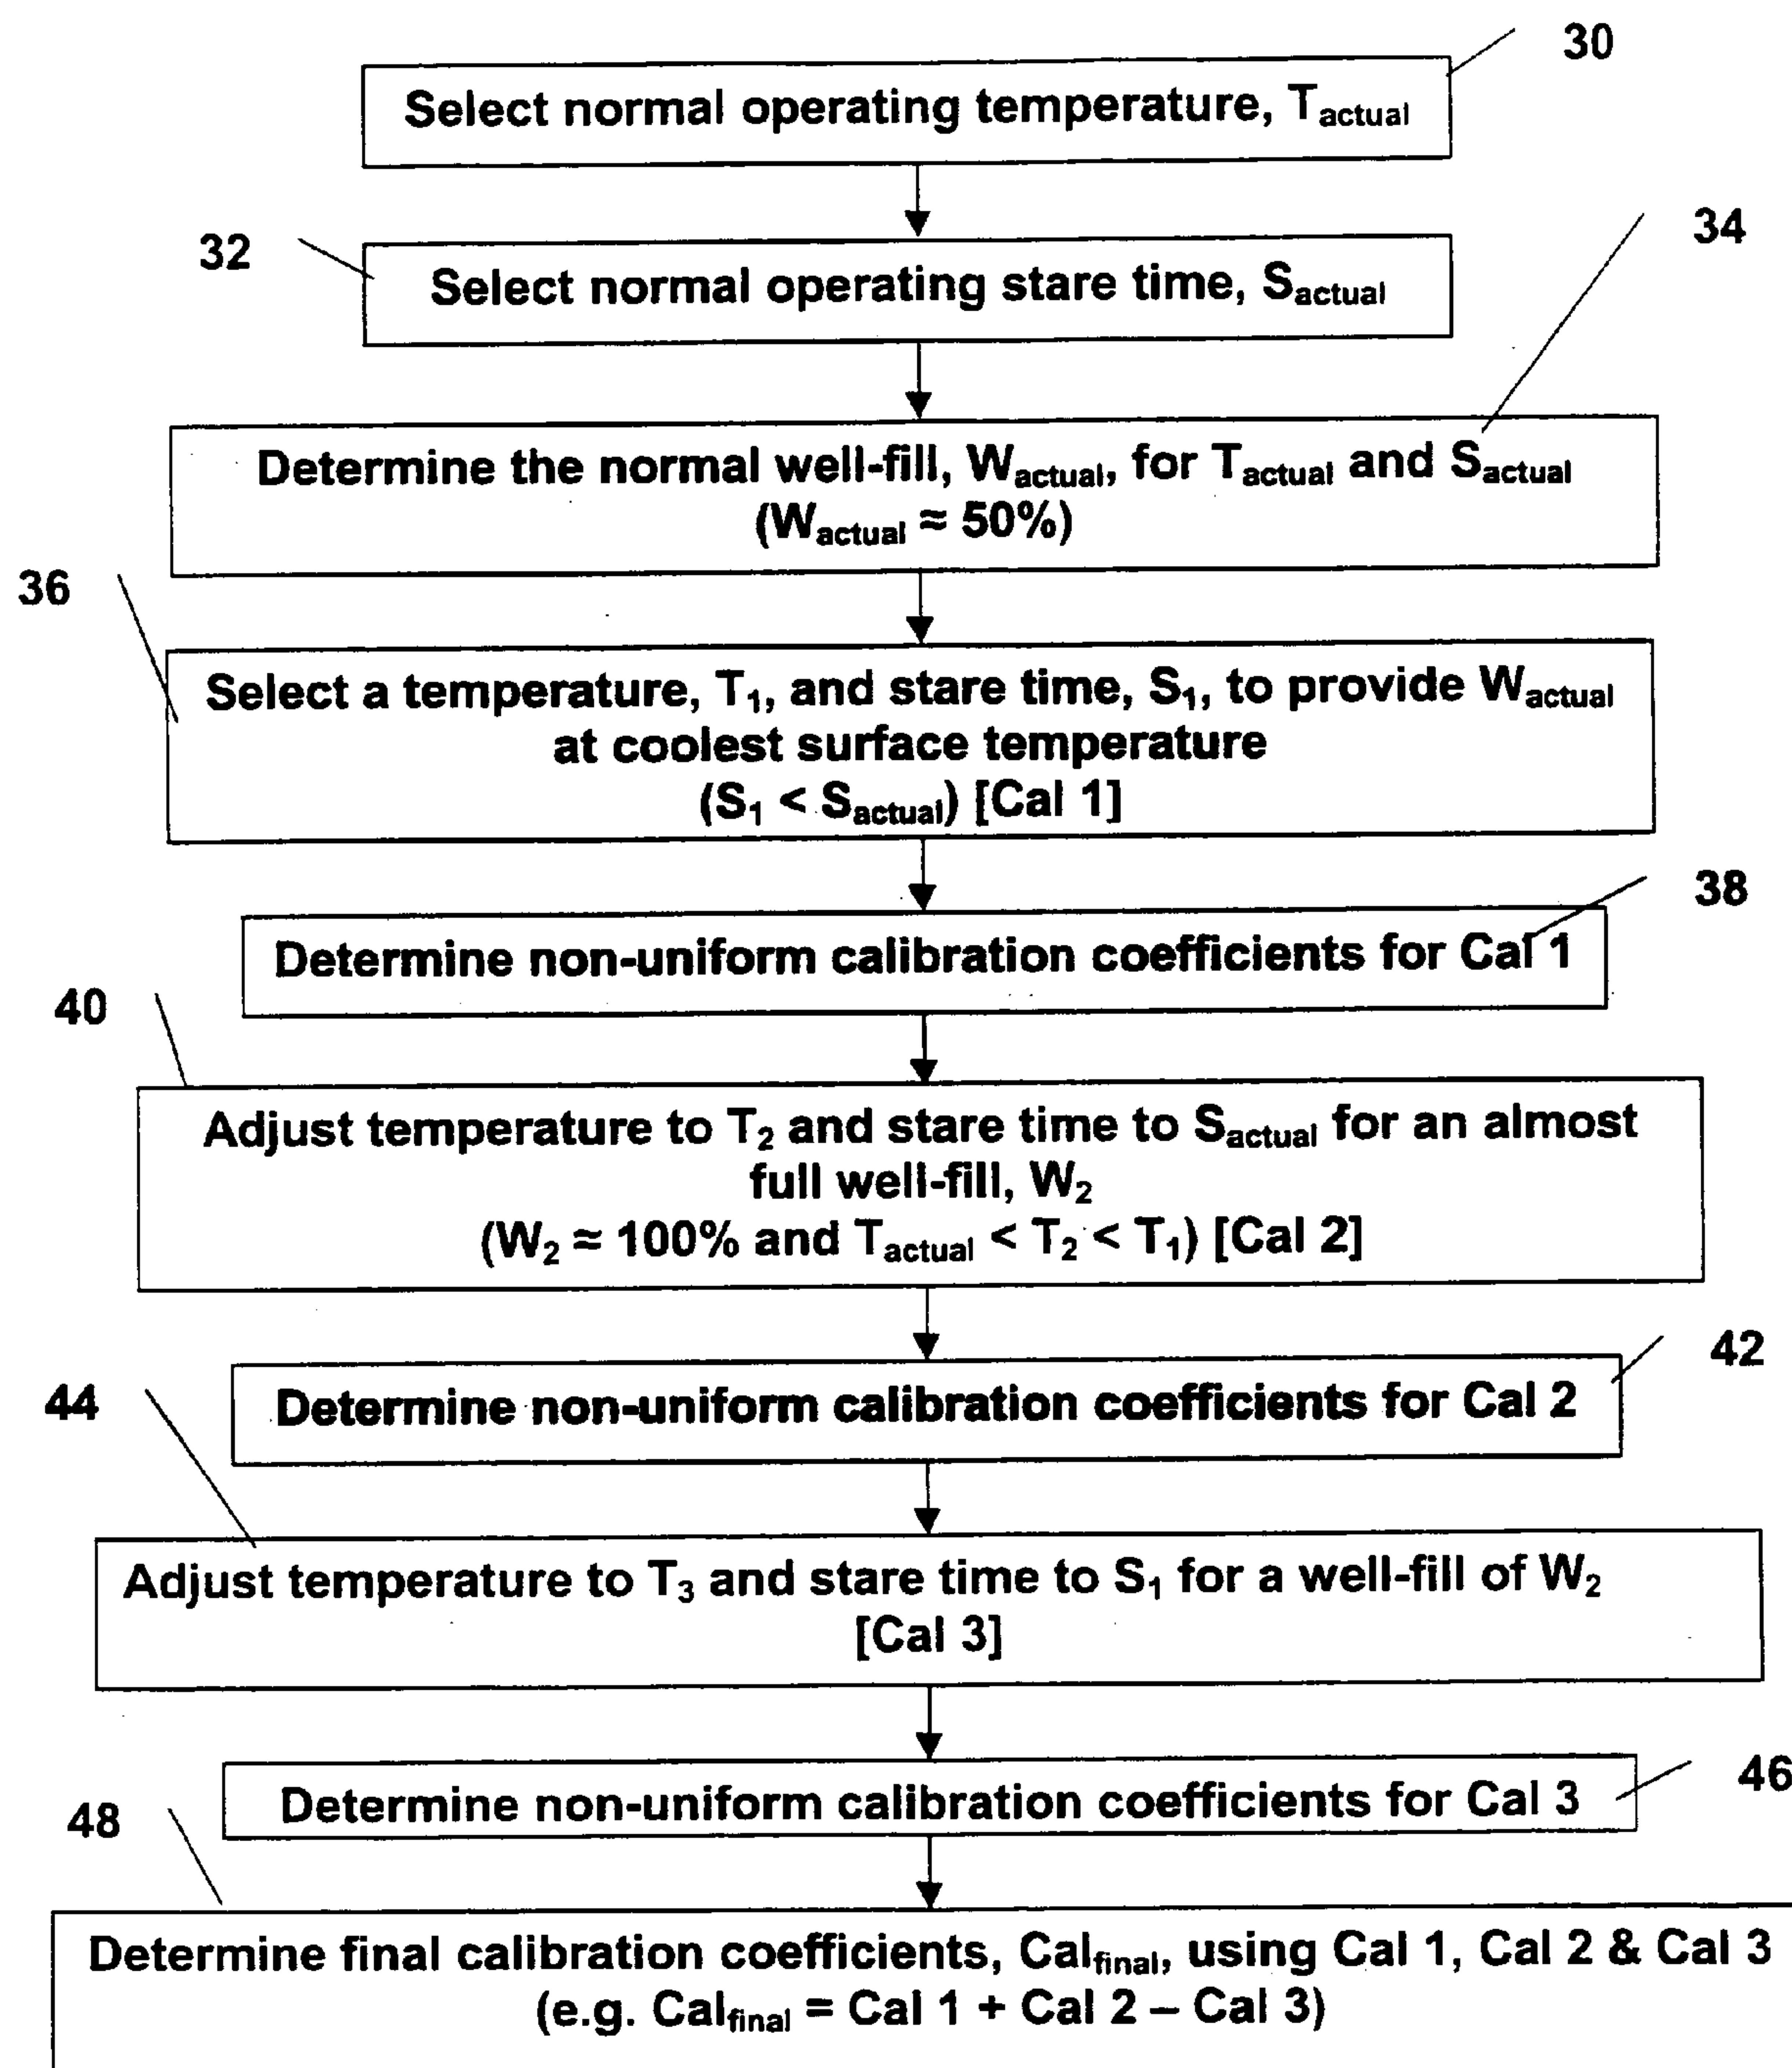 30
Select normal operating temperature, Tactual
32
Select normal operating stare time, Sactual
34
Determine the normal well-fill, Wactual, for Tactual and Sactual
(Wactual ≈ 50%)
36
Select a temperature, T1, and stare time, S1, to provide Wactual
at coolest surface temperature
(S1 < Sactual) [Cal 1]
38
Determine non-uniform calibration coefficients for Cal 1
40
Adjust temperature to T2 and stare time to Sactual for an almost
full well-fill, W2
(W2 ≈ 100% and Tactual < T2 < T1) [Cal 2]
42
Determine non-uniform calibration coefficients for Cal 2
44
Adjust temperature to T3 and stare time to S1 for a well-fill of W2
[Cal 3]
46
Determine non-uniform calibration coefficients for Cal 3
48
Determine final calibration coefficients, Calfinal, using Cal 1, Cal 2 & Cal 3
(e.g. Calfinal = Cal 1 + Cal 2 – Cal 3)